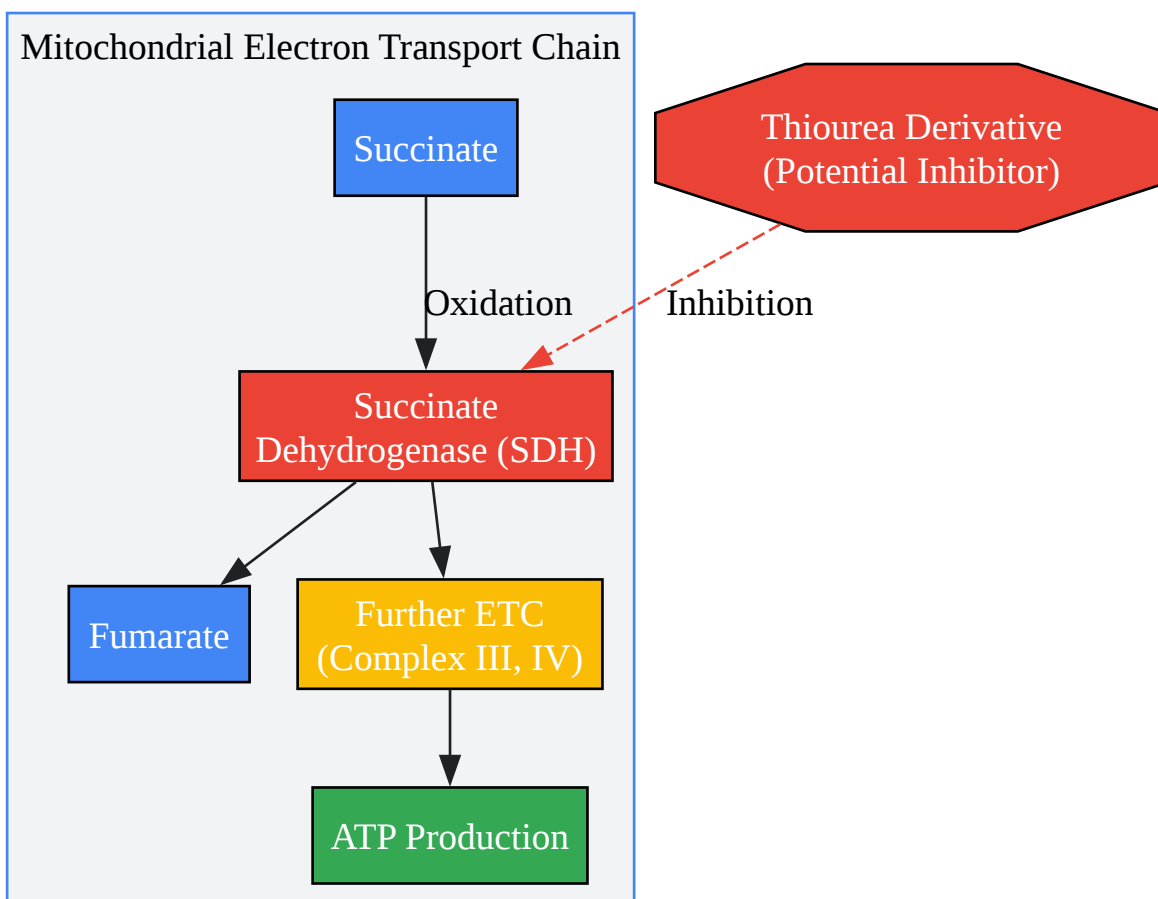 Mitochondrial Electron Transport Chain
Succinate
Thiourea Derivative
(Potential Inhibitor)
Oxidation
Inhibition
Succinate
Dehydrogenase (SDH)
Fumarate
Further ETC
(Complex III, IV)
ATP Production